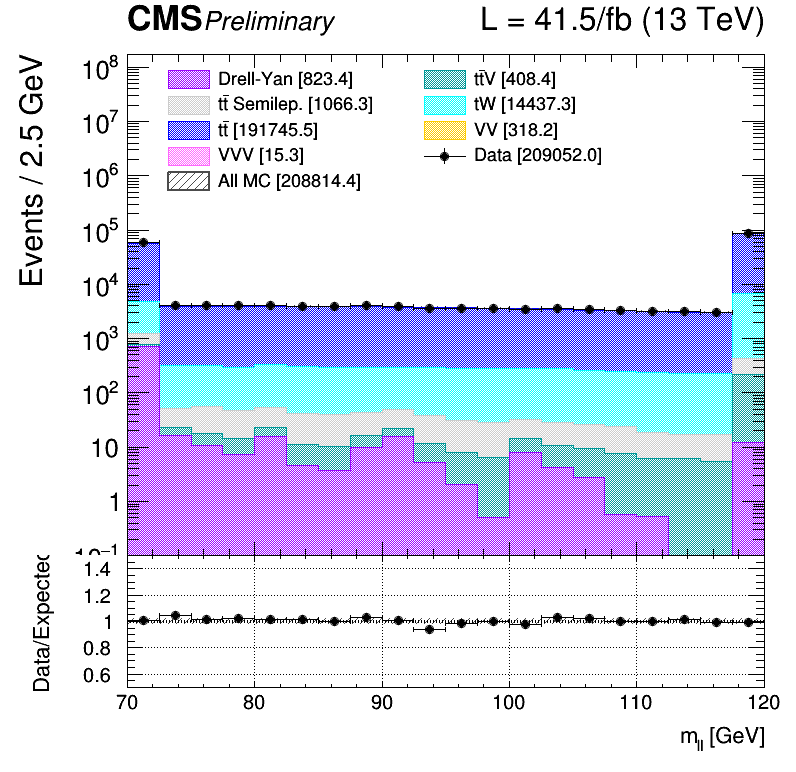 CMS Preliminary L = 41.5/fb (13 TeV)
Events / 2.5 GeV
10⁸
10⁷
10⁶
10⁵
10⁴
10³
10²
10
1
10⁻¹
Drell-Yan [823.4]
tt̄ Semilep. [1066.3]
tt̄ [191745.5]
VVV [15.3]
All MC [208814.4]
tt̄V [408.4]
tW [14437.3]
VV [318.2]
Data [209052.0]
Data/Expected
1.4
1.2
1
0.8
0.6
70 80 90 100 110 120
m_ll [GeV]